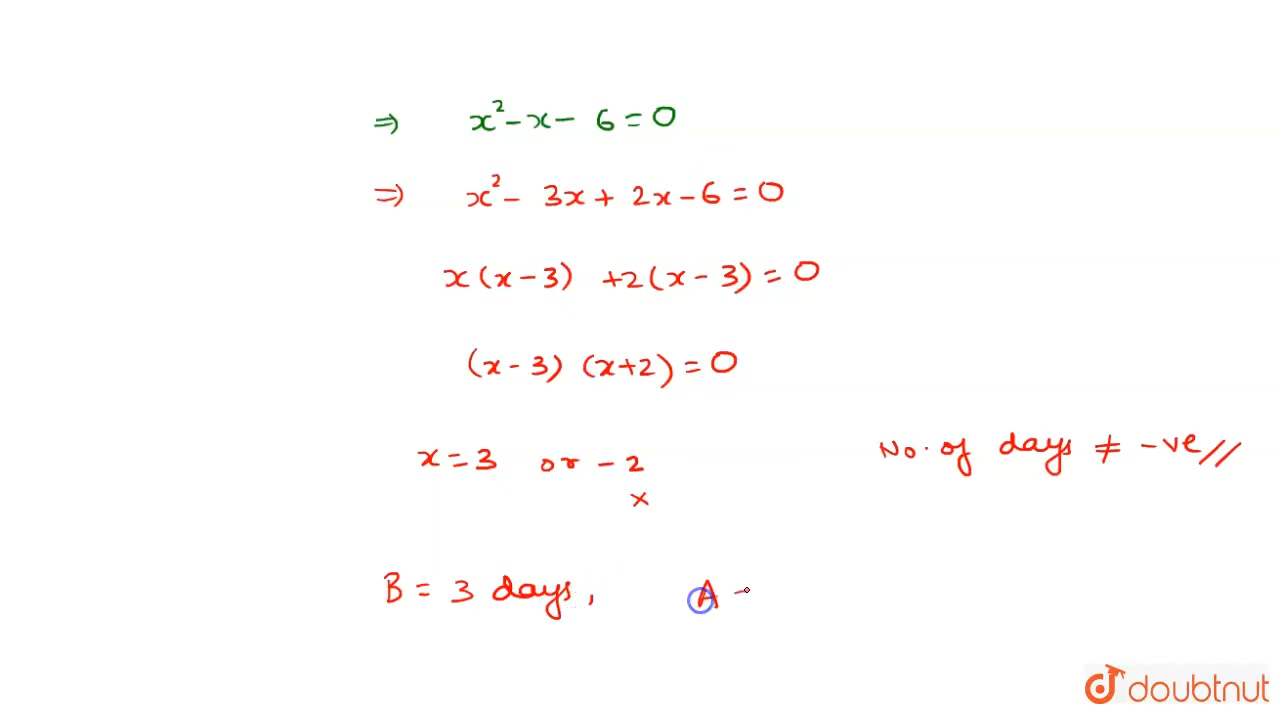 ⇒ x² - x - 6 = 0
⇒ x² - 3x + 2x - 6 = 0
x(x - 3) + 2(x - 3) = 0
(x - 3) (x + 2) = 0
x = 3 or - 2
×
No. of days ≠ -ve //
B = 3 days, A -
doubtnut